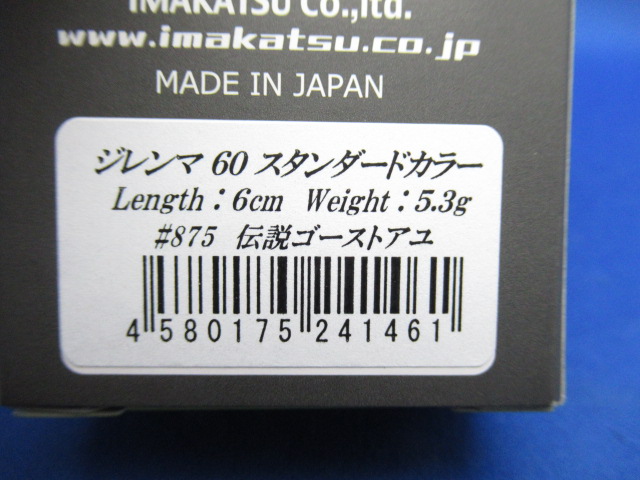 IMAKATSU Co.,ltd.
www.imakatsu.co.jp
MADE IN JAPAN
ジレンマ 60 スタンダードカラー
Length : 6cm Weight : 5.3g
#875 伝説ゴーストアユ
4 580175 241461